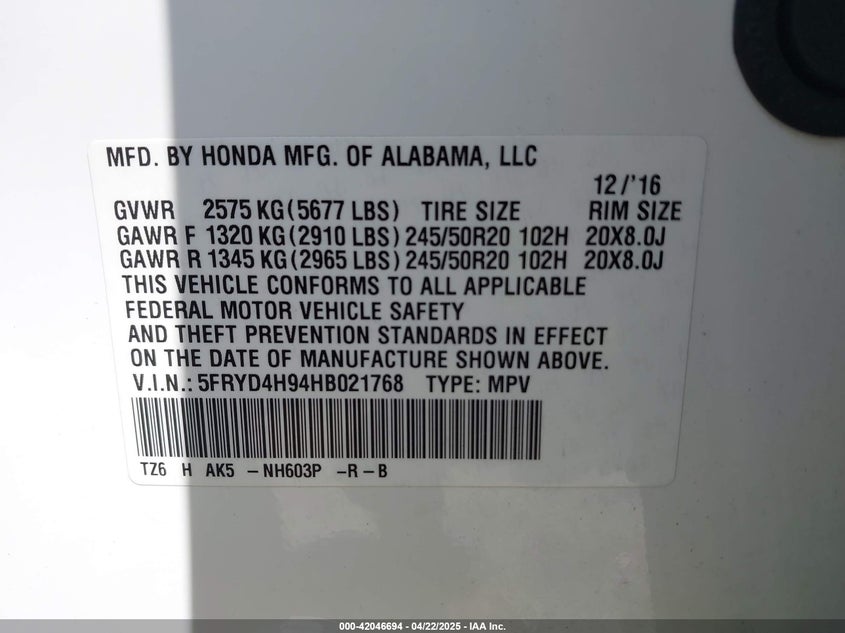 MFD. BY HONDA MFG. OF ALABAMA, LLC
12/'16
GVWR 2575 KG (5677 LBS) TIRE SIZE RIM SIZE
GAWR F 1320 KG (2910 LBS) 245/50R20 102H 20X8.0J
GAWR R 1345 KG (2965 LBS) 245/50R20 102H 20X8.0J
THIS VEHICLE CONFORMS TO ALL APPLICABLE
FEDERAL MOTOR VEHICLE SAFETY
AND THEFT PREVENTION STANDARDS IN EFFECT
ON THE DATE OF MANUFACTURE SHOWN ABOVE.
V.I.N.: 5FRYD4H94HB021768 TYPE: MPV
TZ6 H AK5 – NH603P –R–B
000-42046694 - 04/22/2025 - IAA Inc.